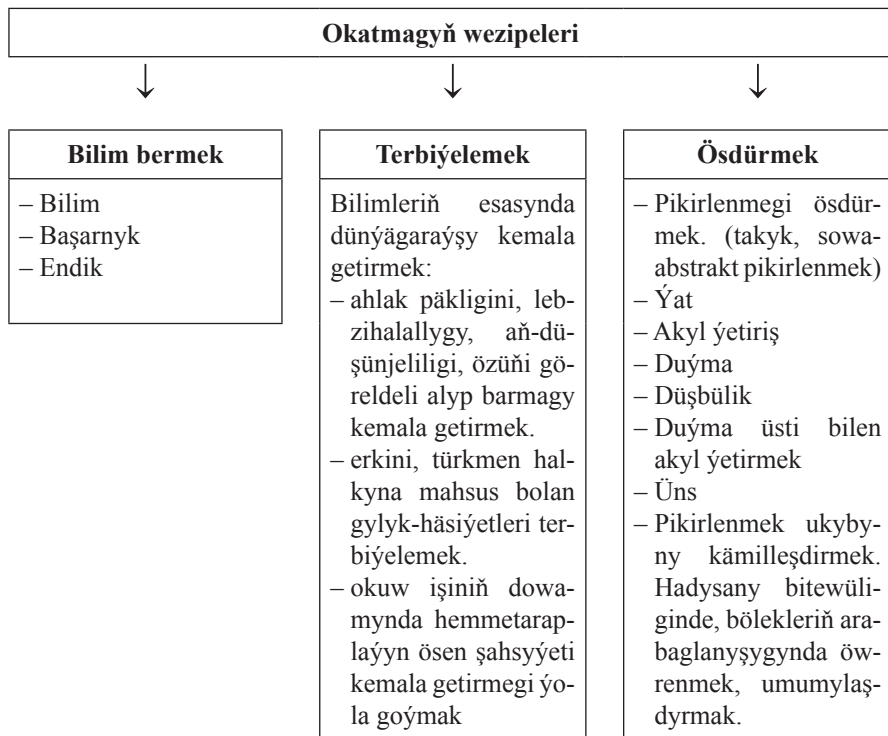 Okatmagyň wezipeleri
Bilim bermek
– Bilim
– Başarnyk
– Endik
Terbiýelemek
Bilimleriň esasynda
dünýägaraýşy kemala
getirmek:
– ahlak päkligini, leb-
zihalallygy, aň-dü-
şünjeliligi, özüňi gö-
reldeli alyp barmagy
kemala getirmek.
– erkini, türkmen hal-
kyna mahsus bolan
gylyk-häsiýetleri ter-
biýelemek.
– okuw işiniň dowa-
mynda hemmetarap-
laýyn ösen şahsyýeti
kemala getirmegi ýo-
la goýmak
Ösdürmek
– Pikirlenmegi ösdür-
mek. (takyk, sowa-
abstrakt pikirlenmek)
– Ýat
– Akyl ýetiriş
– Duýma
– Düşbülik
– Duýma üsti bilen
akyl ýetirmek
– Üns
– Pikirlenmek ukyby-
ny kämilleşdirmek.
Hadysany bitewüli-
ginde, bölekleriň ara-
baglanyşygynda öw-
renmek, umumylaş-
dyrmak.